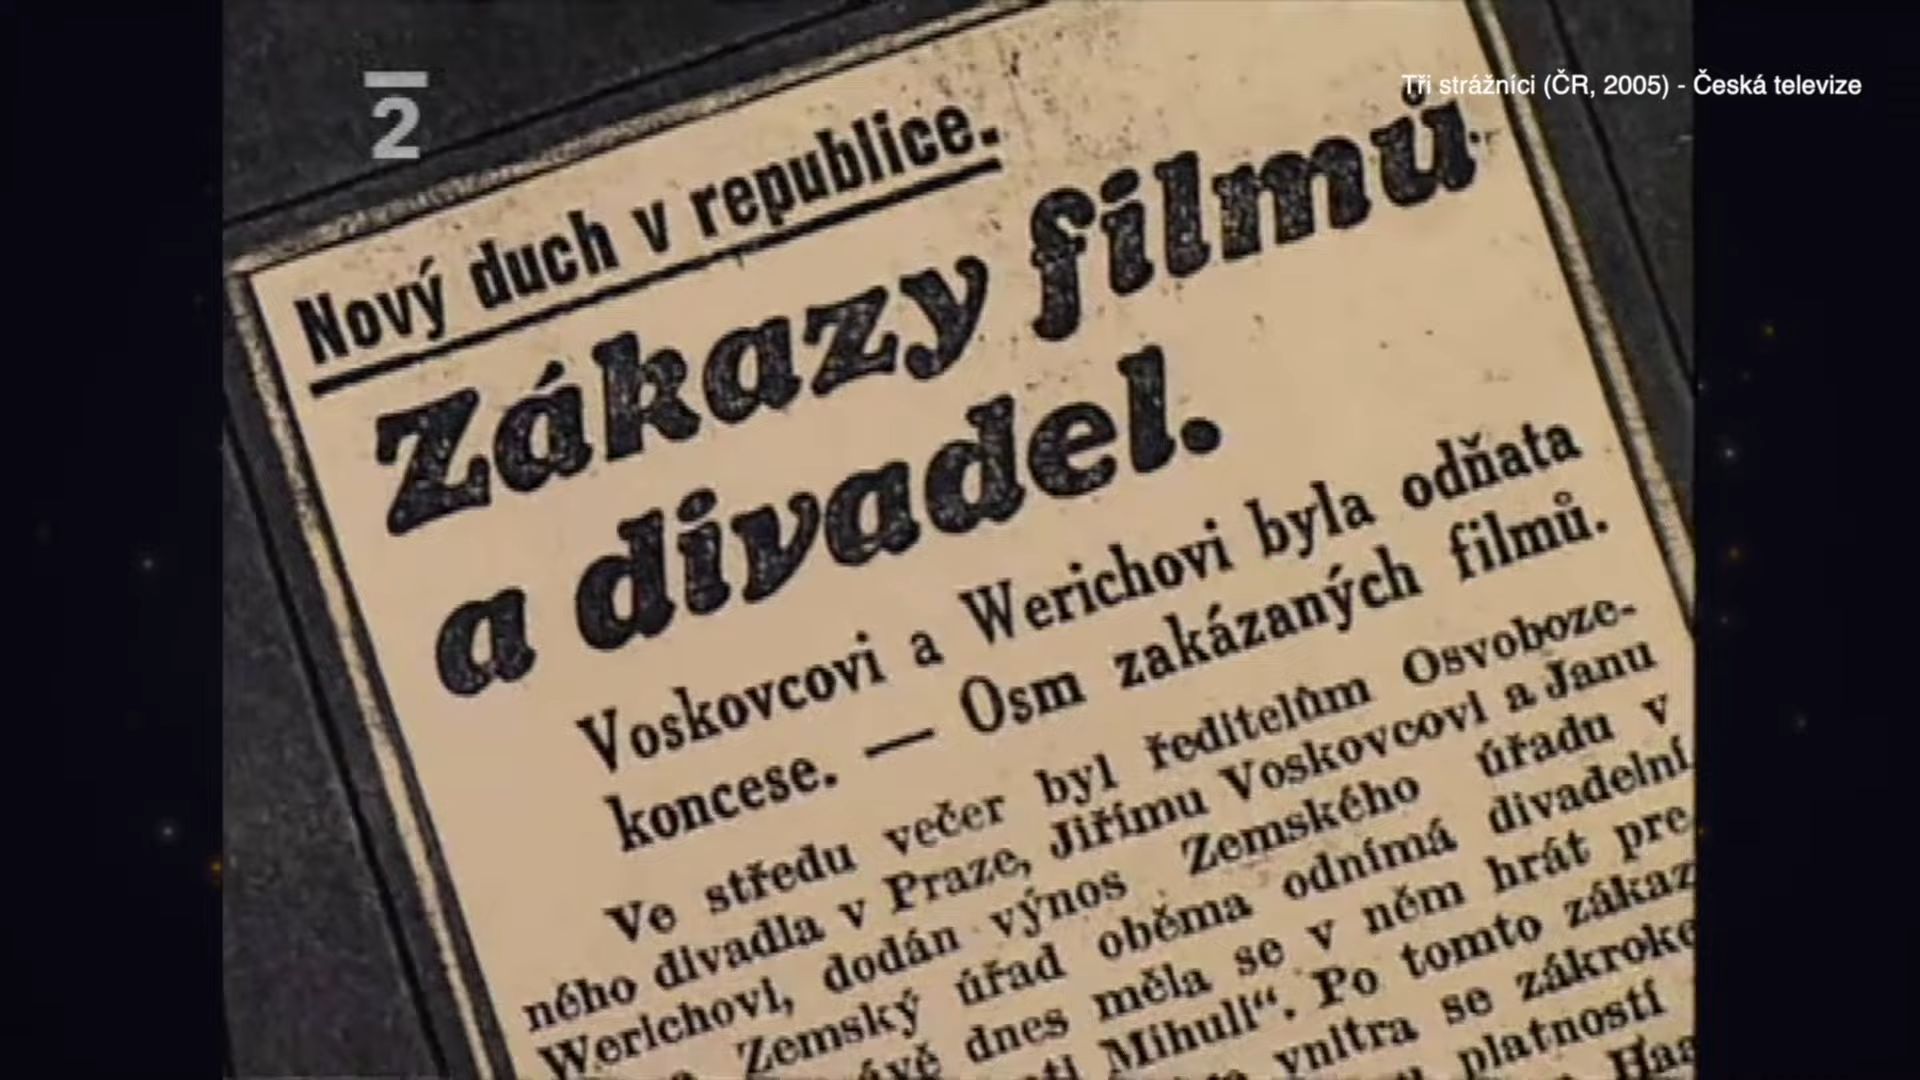 2
Tři strážníci (ČR, 2005) - Česká televize
Nový duch v republice.
Zákazy filmů
a divadel.
Voskovcovi a Werichovi byla odňata
koncese. — Osm zakázaných filmů.
Ve středu večer byl ředitelům Osvoboze-
ného divadla v Praze, Jiřímu Voskovcovi a Janu
Werichovi, dodán výnos Zemského úřadu v
Zemský úřad oběma odnímá divadelní
dnes měla se v něm hrát pre
Mihuli“. Po tomto zákaz
vnitra se zákroke
platností
Haa